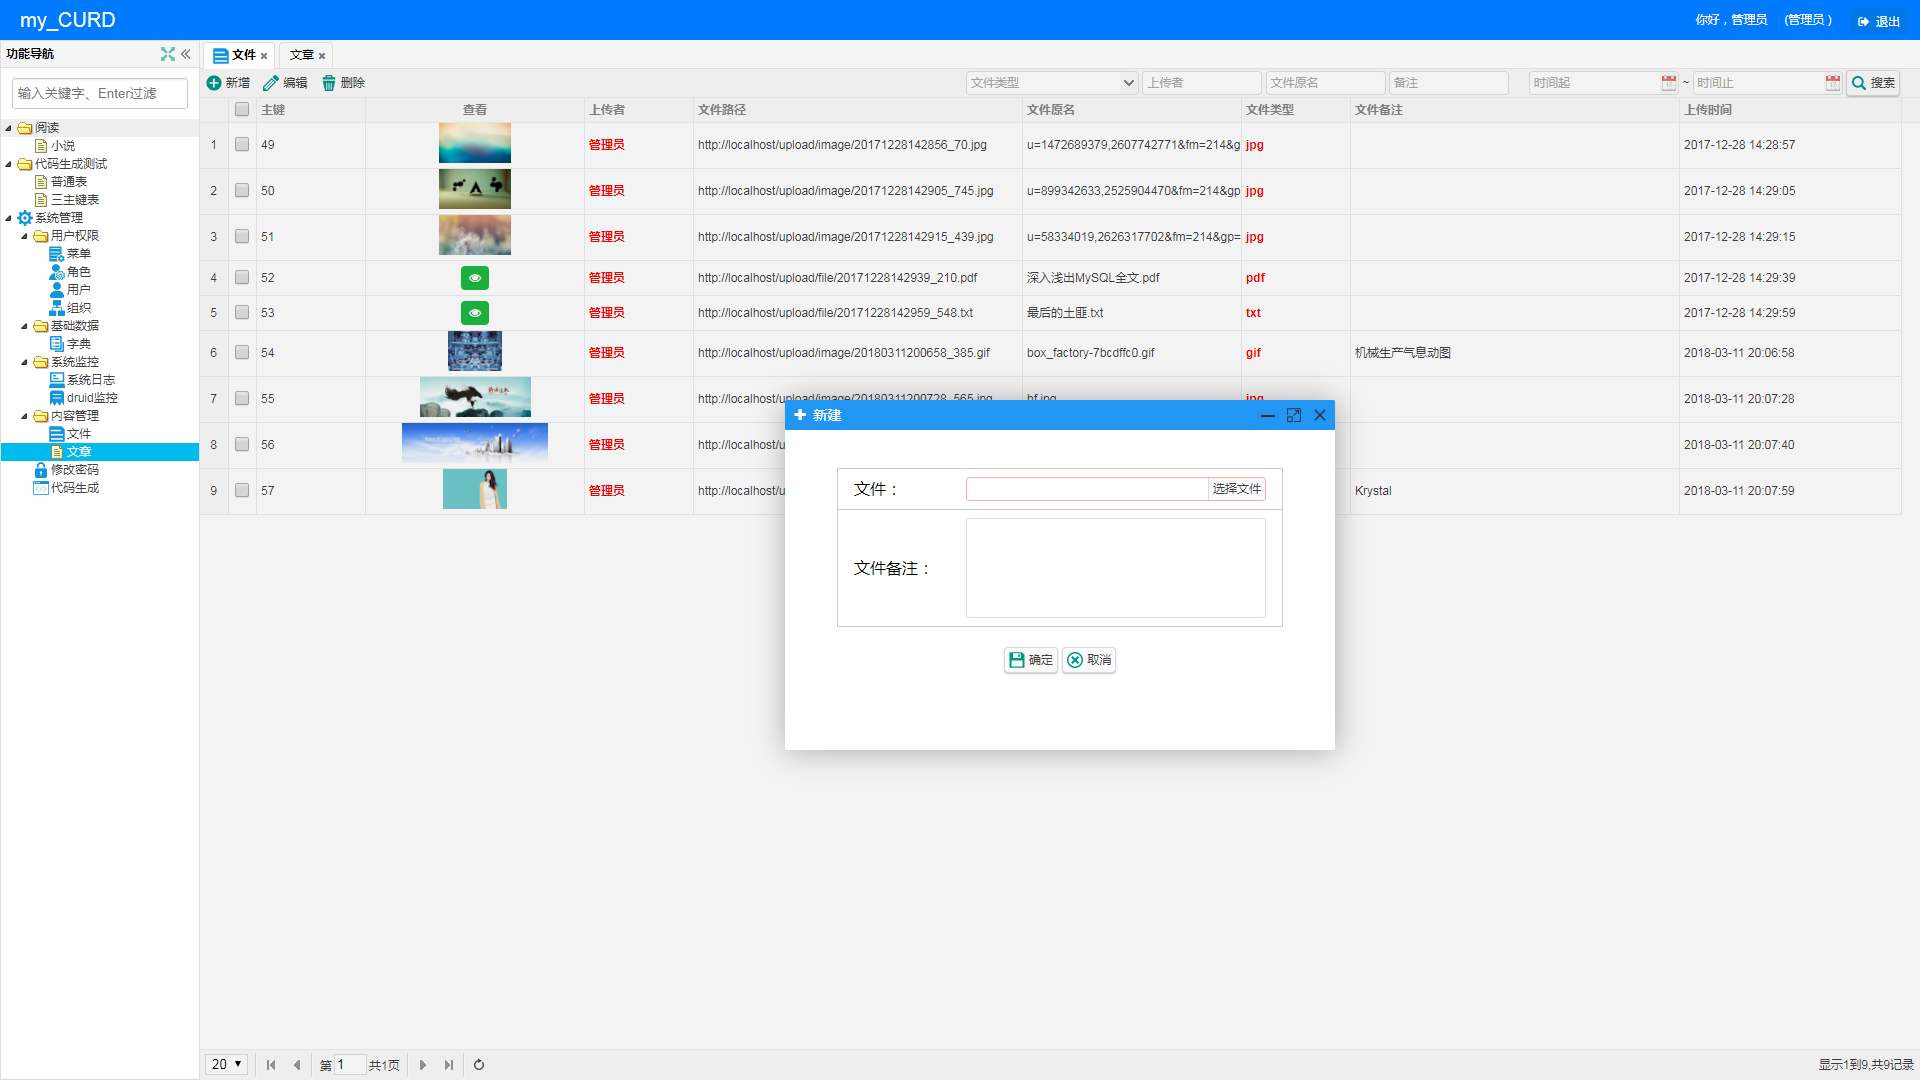 my_CURD
你好，管理员 (管理员) 退出
功能导航
输入关键字、Enter过滤
阅读
小说
代码生成测试
普通表
三主键表
系统管理
用户权限
菜单
角色
用户
组织
基础数据
字典
系统监控
系统日志
druid监控
内容管理
文件
文章
修改密码
代码生成
文件 文章
新增 编辑 删除 文件类型 上传者 文件原名 备注 时间起 ~ 时间止 搜索
主键 查看 上传者 文件路径 文件原名 文件类型 文件备注 上传时间
1 49 管理员 http://localhost/upload/image/20171228142856_70.jpg u=1472689379,2607742771&fm=214&g jpg 2017-12-28 14:28:57
2 50 管理员 http://localhost/upload/image/20171228142905_745.jpg u=899342633,2525904470&fm=214&gp jpg 2017-12-28 14:29:05
3 51 管理员 http://localhost/upload/image/20171228142915_439.jpg u=58334019,2626317702&fm=214&gp= jpg 2017-12-28 14:29:15
4 52 管理员 http://localhost/upload/file/20171228142939_210.pdf 深入浅出MySQL全文.pdf pdf 2017-12-28 14:29:39
5 53 管理员 http://localhost/upload/file/20171228142959_548.txt 最后的土匪.txt txt 2017-12-28 14:29:59
6 54 管理员 http://localhost/upload/image/20180311200658_385.gif box_factory-7bcdffc0.gif gif 机械生产气息动图 2018-03-11 20:06:58
7 55 管理员 http://localhost/upload/image/20180311200728_565.jpg hf.jpg jpg 2018-03-11 20:07:28
8 56 管理员 http://localhost/u 2018-03-11 20:07:40
9 57 管理员 http://localhost/u Krystal 2018-03-11 20:07:59
新建
文件： 选择文件
文件备注：
确定 取消
20 第 1 共1页 显示1到9,共9记录